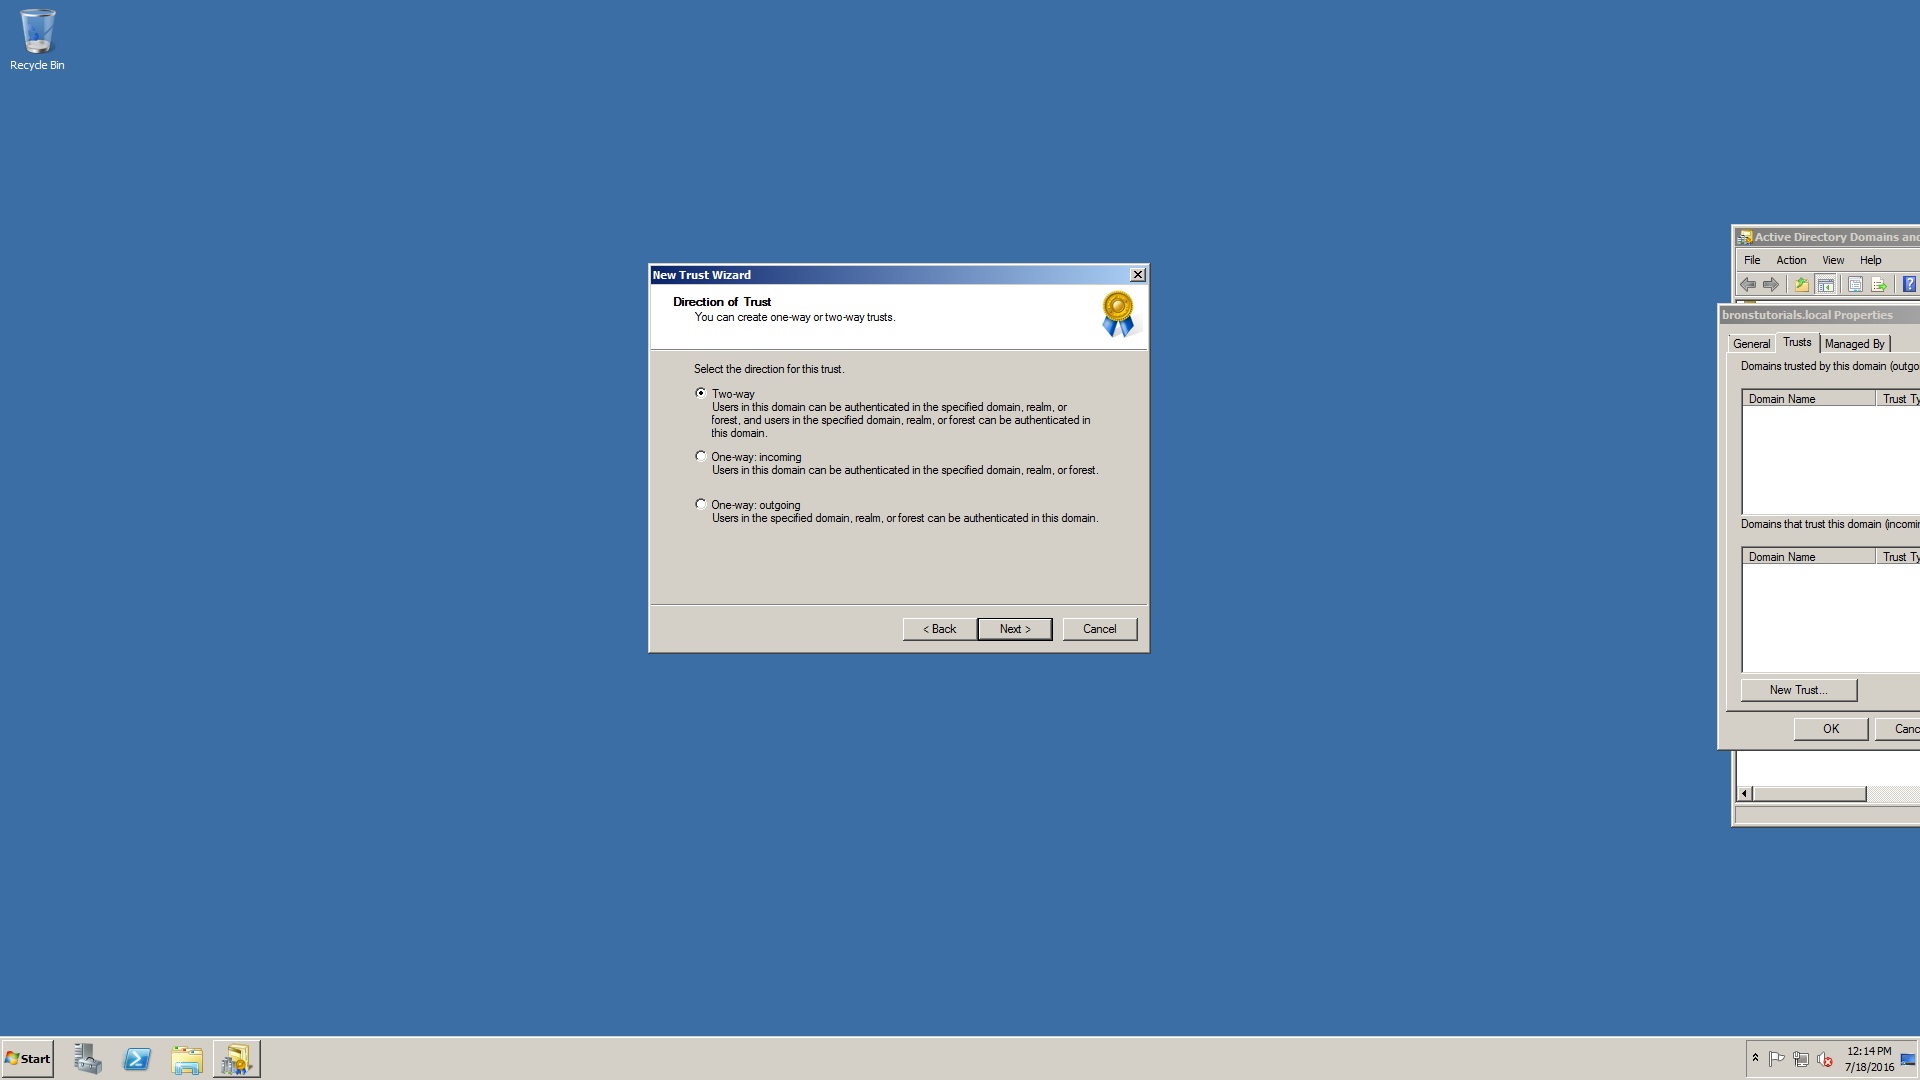 Recycle Bin
New Trust Wizard
Direction of Trust
You can create one-way or two-way trusts.
Select the direction for this trust.
Two-way
Users in this domain can be authenticated in the specified domain, realm, or
forest, and users in the specified domain, realm, or forest can be authenticated in
this domain.
One-way: incoming
Users in this domain can be authenticated in the specified domain, realm, or forest.
One-way: outgoing
Users in the specified domain, realm, or forest can be authenticated in this domain.
< Back Next > Cancel
Active Directory Domains and
File Action View Help
bronstutorials.local Properties
General Trusts Managed By
Domains trusted by this domain (outgo
Domain Name Trust Ty
Domains that trust this domain (incomin
Domain Name Trust Ty
New Trust...
OK Canc
Start
12:14 PM
7/18/2016